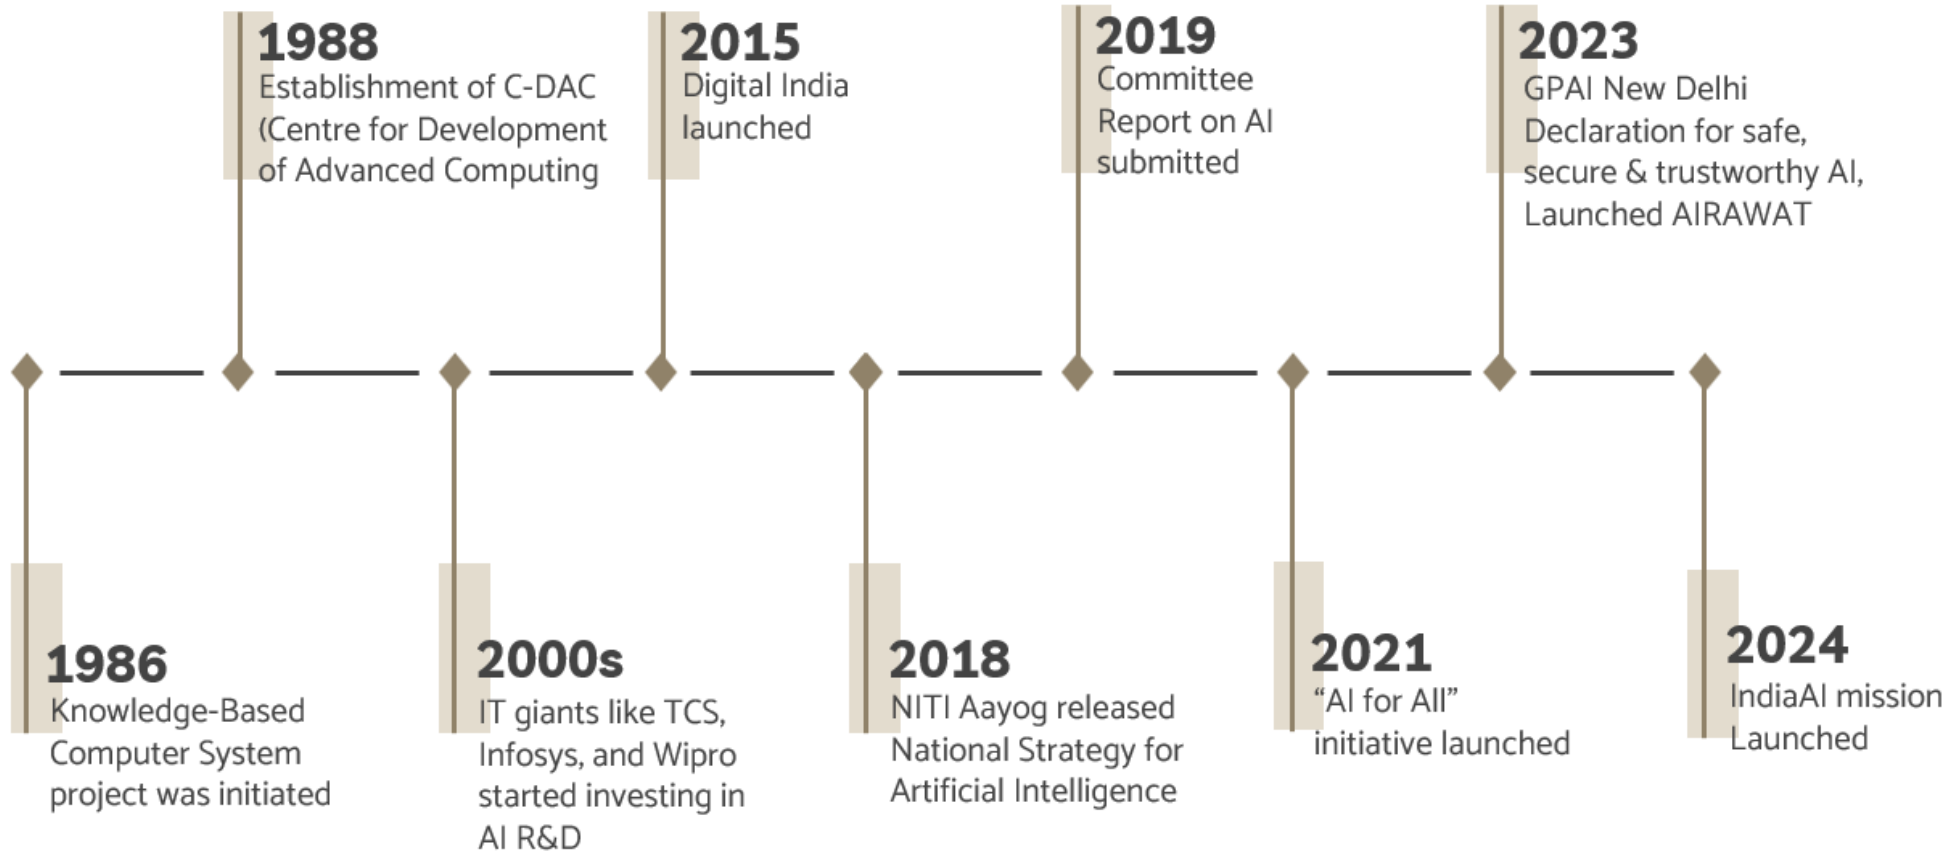 1988
Establishment of C-DAC
(Centre for Development
of Advanced Computing
2015
Digital India
launched
2019
Committee
Report on AI
submitted
2023
GPAI New Delhi
Declaration for safe,
secure & trustworthy AI,
Launched AIRAWAT
1986
Knowledge-Based
Computer System
project was initiated
2000s
IT giants like TCS,
Infosys, and Wipro
started investing in
AI R&D
2018
NITI Aayog released
National Strategy for
Artificial Intelligence
2021
“AI for All”
initiative launched
2024
IndiaAI mission
Launched